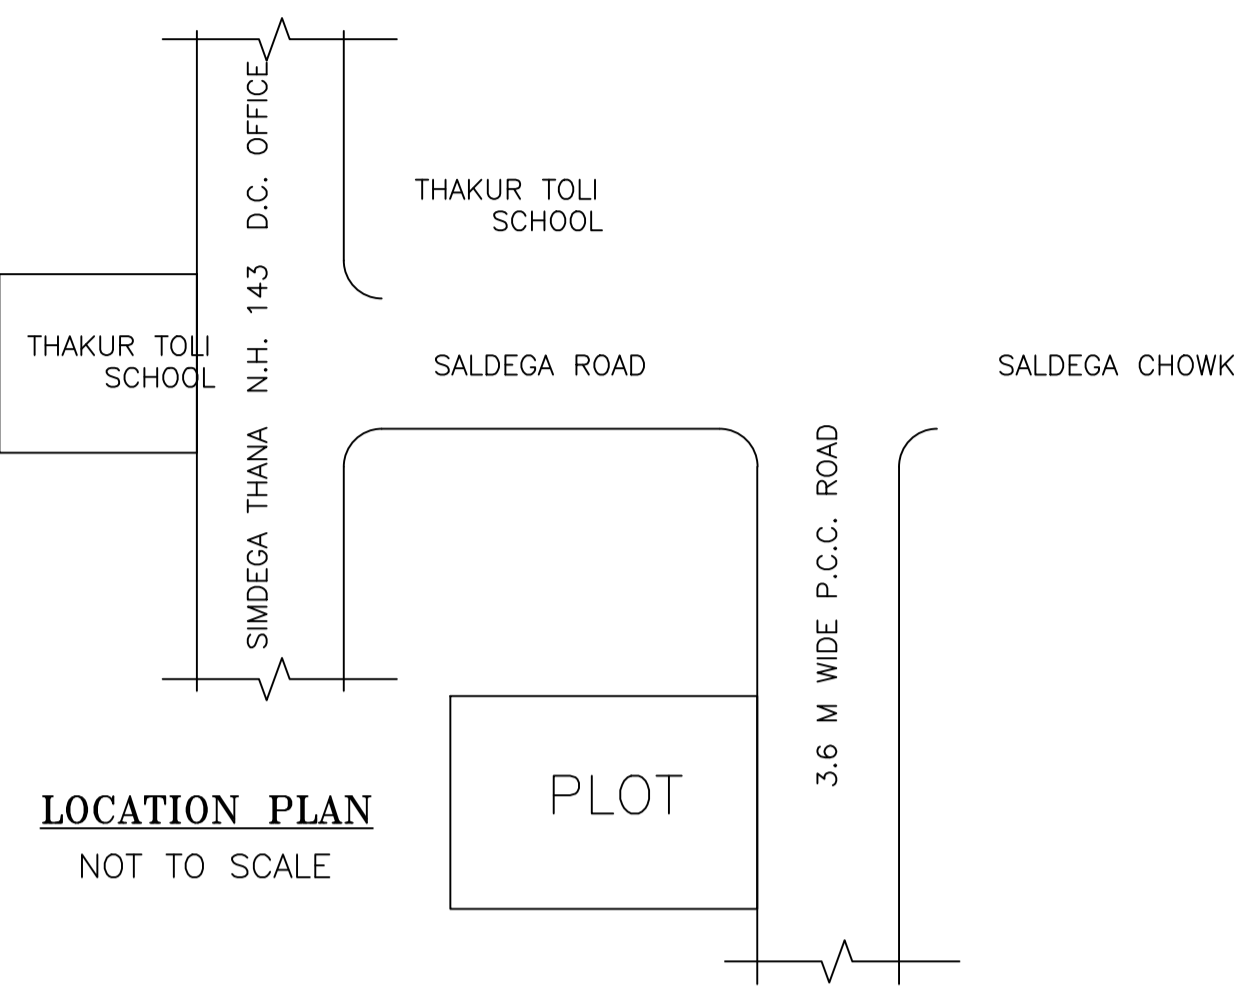 SIMDEGA THANA N.H. 143 D.C. OFFICE
THAKUR TOLI
SCHOOL
THAKUR TOLI
SCHOOL
SALDEGA ROAD
SALDEGA CHOWK
3.6 M WIDE P.C.C. ROAD
PLOT
LOCATION PLAN
NOT TO SCALE